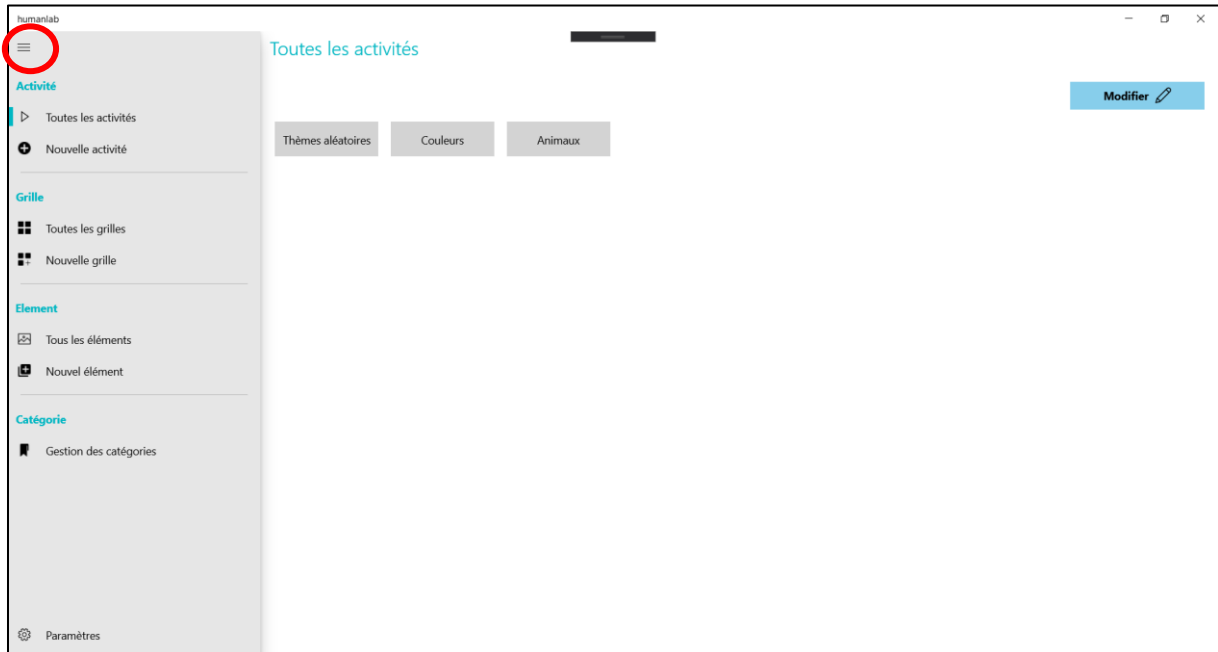 humanlab
Activité
Toutes les activités
Nouvelle activité
Grille
Toutes les grilles
Nouvelle grille
Element
Tous les éléments
Nouvel élément
Catégorie
Gestion des catégories
Paramètres
Toutes les activités
Modifier
Thèmes aléatoires Couleurs Animaux